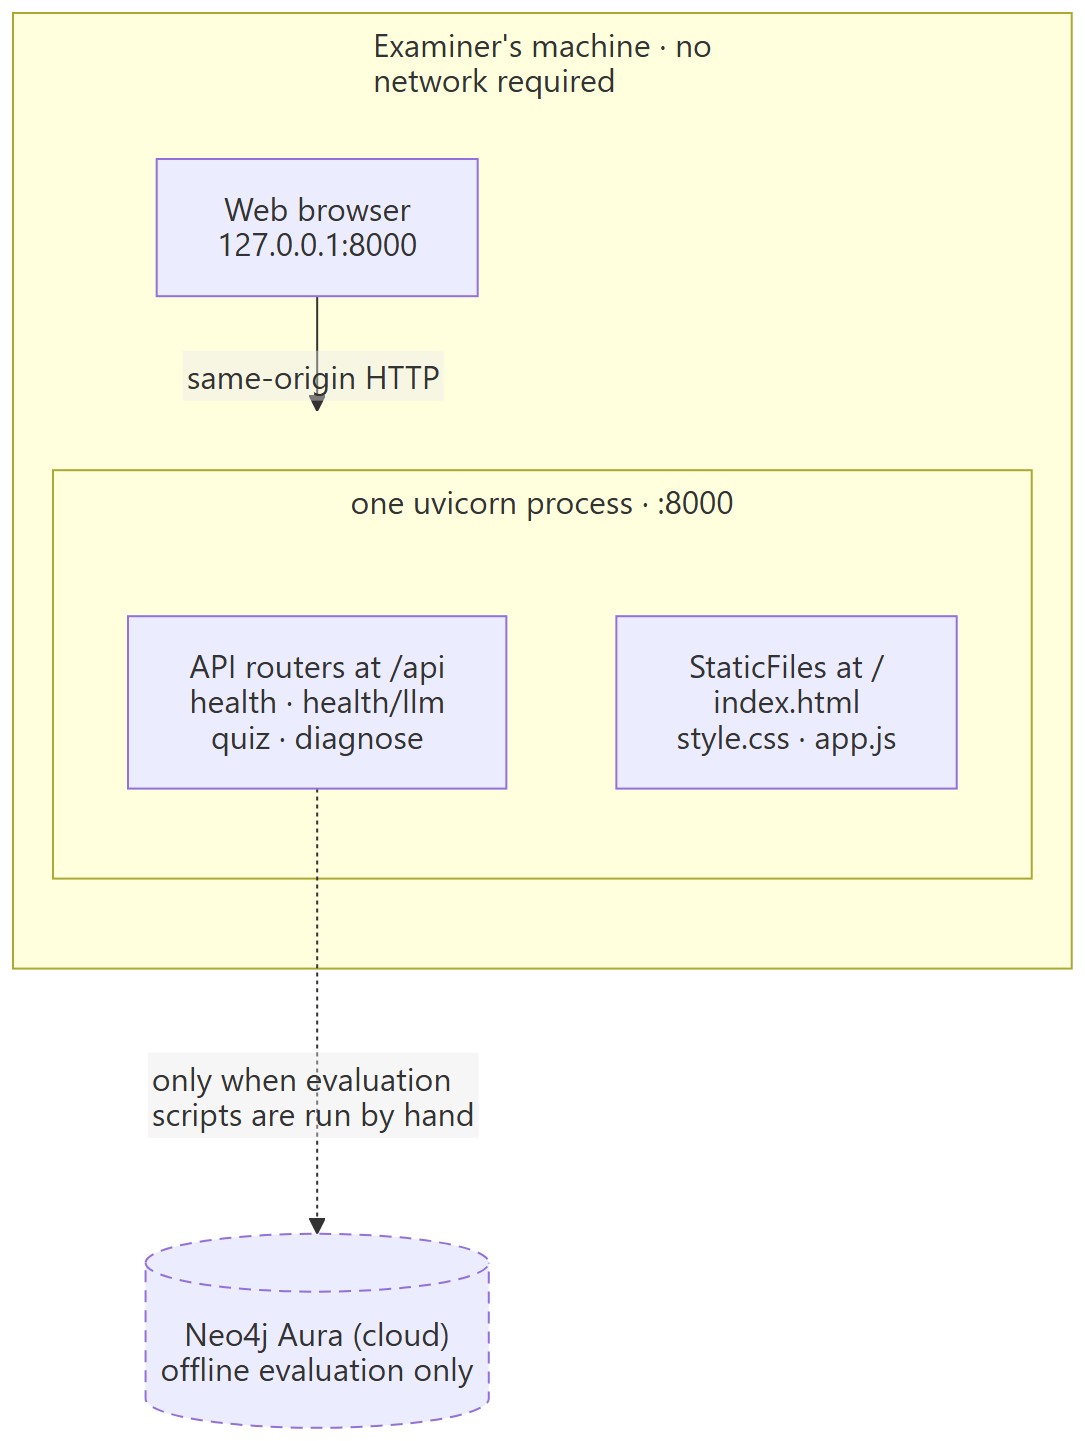 Examiner's machine · no
network required
Web browser
127.0.0.1:8000
same-origin HTTP
one uvicorn process · :8000
API routers at /api
health · health/llm
quiz · diagnose
StaticFiles at /
index.html
style.css · app.js
only when evaluation
scripts are run by hand
Neo4j Aura (cloud)
offline evaluation only